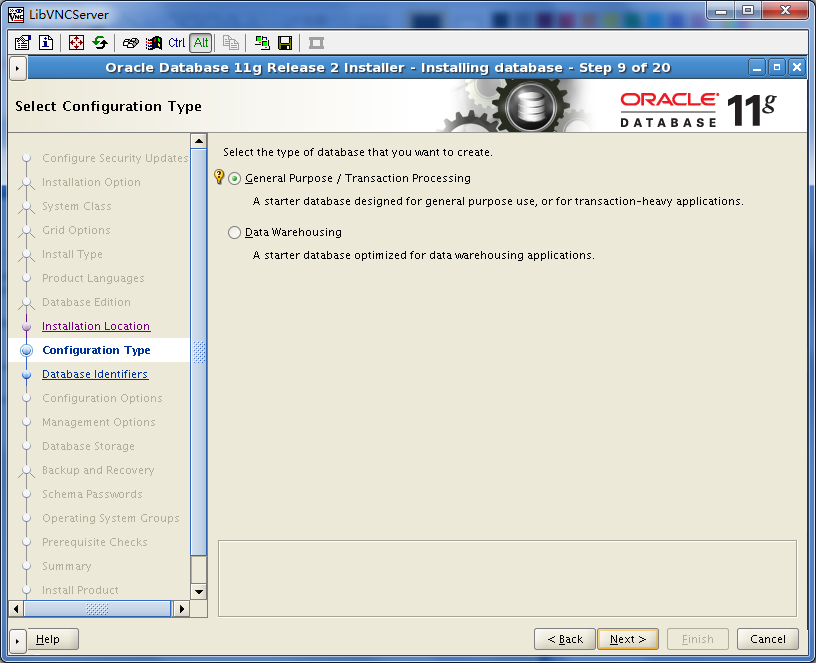 LibVNCServer
Ctrl Alt
Oracle Database 11g Release 2 Installer - Installing database - Step 9 of 20
Select Configuration Type
ORACLE
DATABASE 11g
Configure Security Updates
Installation Option
System Class
Grid Options
Install Type
Product Languages
Database Edition
Installation Location
Configuration Type
Database Identifiers
Configuration Options
Management Options
Database Storage
Backup and Recovery
Schema Passwords
Operating System Groups
Prerequisite Checks
Summary
Install Product
Select the type of database that you want to create.
General Purpose / Transaction Processing
A starter database designed for general purpose use, or for transaction-heavy applications.
Data Warehousing
A starter database optimized for data warehousing applications.
Help
< Back
Next >
Finish
Cancel